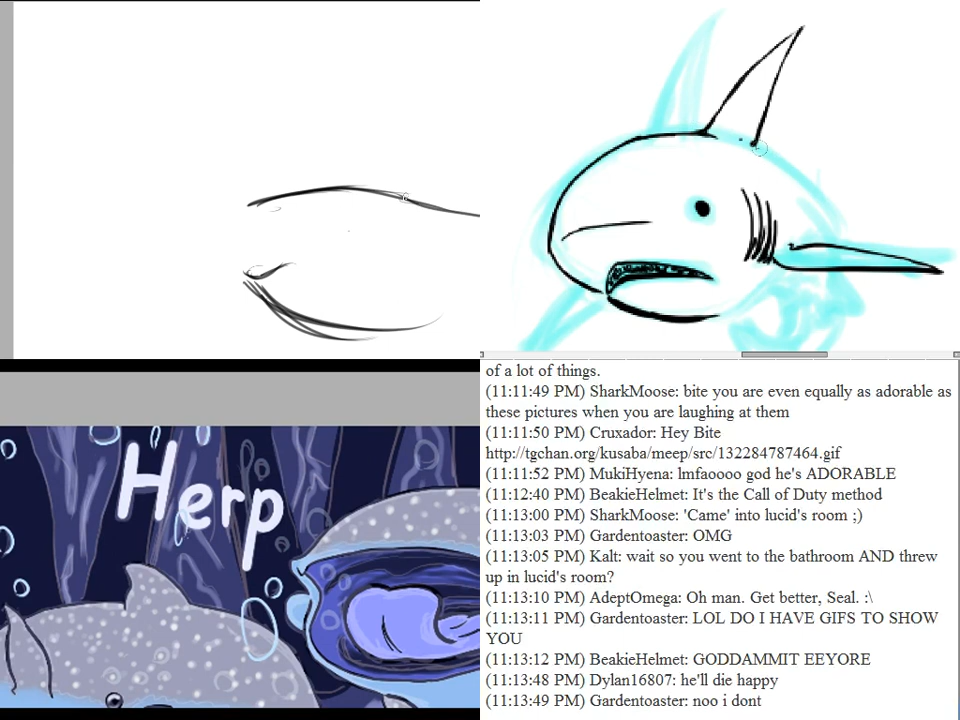 Herp
of a lot of things.
(11:11:49 PM) SharkMoose: bite you are even equally as adorable as
these pictures when you are laughing at them
(11:11:50 PM) Cruxador: Hey Bite
http://tgchan.org/kusaba/meep/src/132284787464.gif
(11:11:52 PM) MukiHyena: lmfaoooo god he's ADORABLE
(11:12:40 PM) BeakieHelmet: It's the Call of Duty method
(11:13:00 PM) SharkMoose: 'Came' into lucid's room ;)
(11:13:03 PM) Gardentoaster: OMG
(11:13:05 PM) Kalt: wait so you went to the bathroom AND threw
up in lucid's room?
(11:13:10 PM) AdeptOmega: Oh man. Get better, Seal. :\
(11:13:11 PM) Gardentoaster: LOL DO I HAVE GIFS TO SHOW
YOU
(11:13:12 PM) BeakieHelmet: GODDAMMIT EEYORE
(11:13:48 PM) Dylan16807: he'll die happy
(11:13:49 PM) Gardentoaster: noo i dont